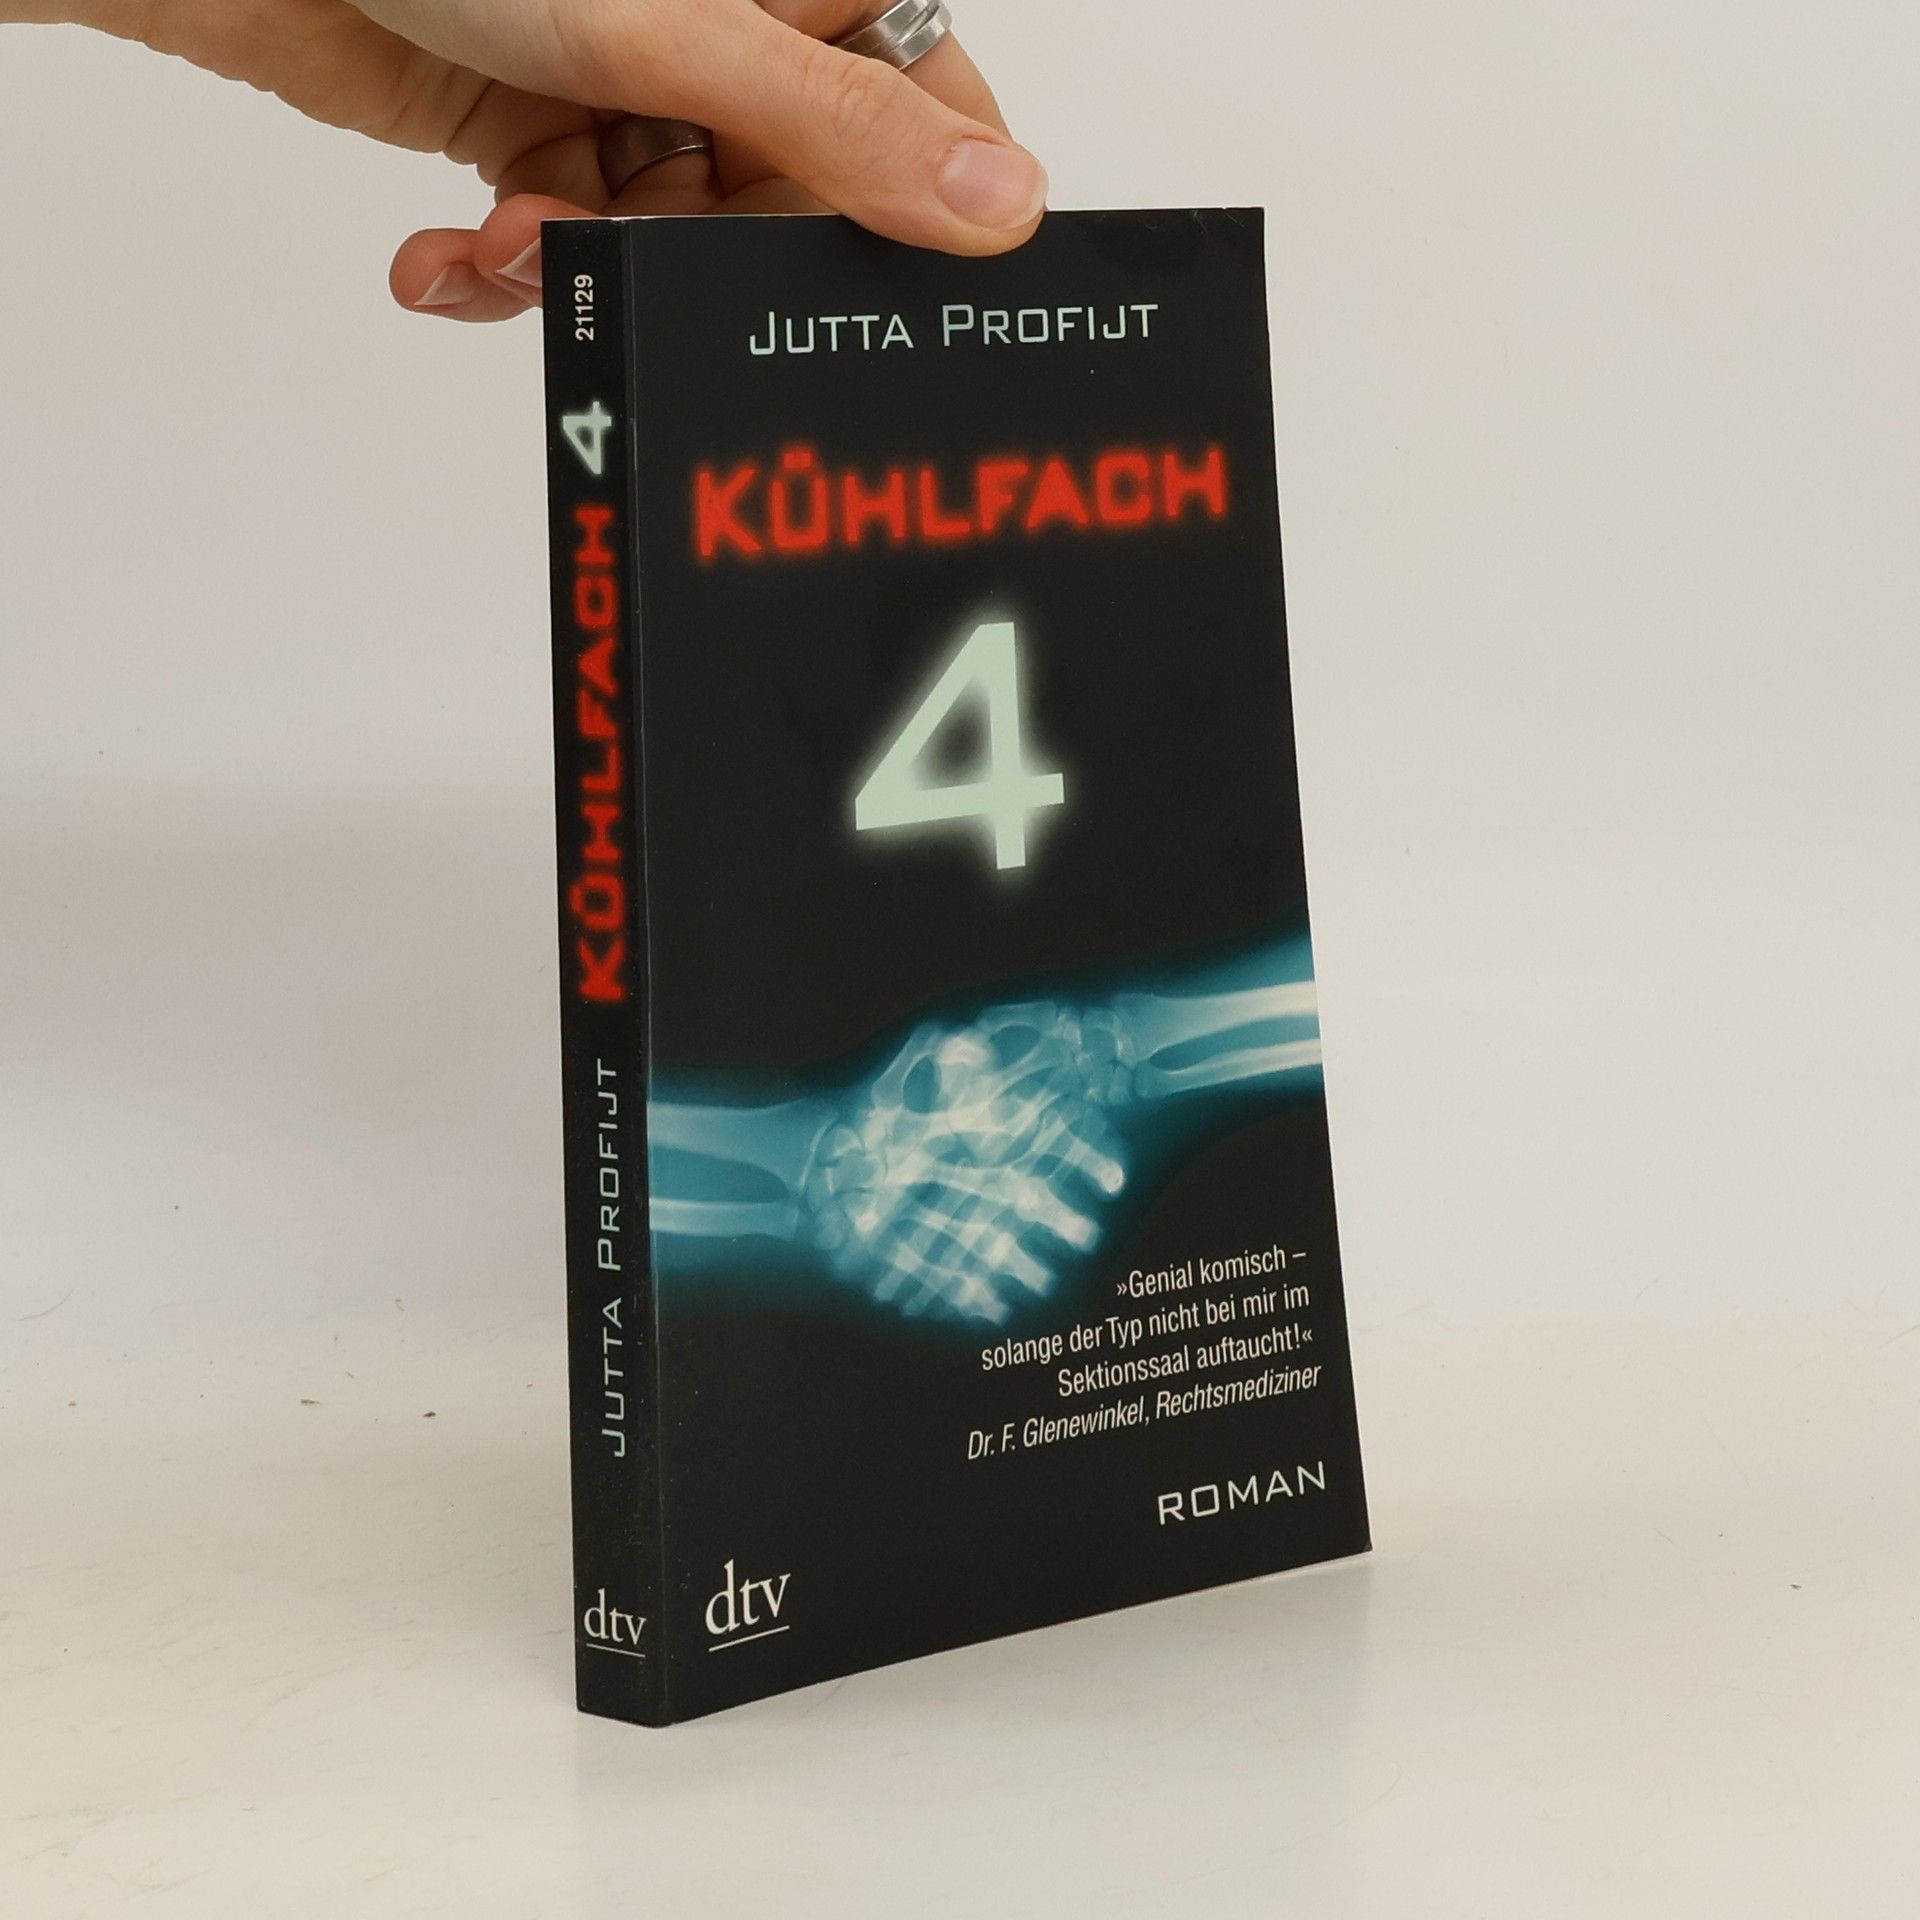 21129
KÜHLFACH 4
JUTTA PROFIJT
dtv
JUTTA PROFIJT
KÜHLFACH
4
»Genial komisch –
solange der Typ nicht bei mir im
Sektionssaal auftaucht!«
Dr. F. Glenewinkel, Rechtsmediziner
ROMAN
dtv